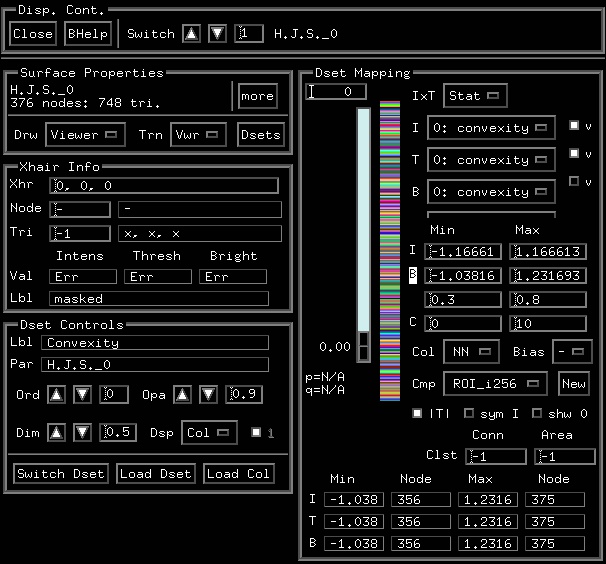 Disp. Cont.
Close BHelp Switch 1 H.J.S._0
Surface Properties
H.J.S._0
376 nodes: 748 tri.
more
Drw Viewer Trn Vwr Dsets
Xhair Info
Xhr 0, 0, 0
Node - -
Tri -1 x, x, x
Intens Thresh Bright
Val Err Err Err
Lbl masked
Dset Controls
Lbl Convexity
Par H.J.S._0
Ord 0 Opa 0.9
Dim 0.5 Dsp Col 1
Switch Dset Load Dset Load Col
Dset Mapping
0
IxT Stat
I 0: convexity v
T 0: convexity v
B 0: convexity v
Min Max
I -1.16661 1.166613
B -1.03816 1.231693
0.3 0.8
C 0 10
0.00
Col NN Bias -
p=N/A
q=N/A
Cmp ROI_i256 New
|T| sym I shw 0
Conn Area
Clst -1 -1
Min Node Max Node
I -1.038 356 1.2316 375
T -1.038 356 1.2316 375
B -1.038 356 1.2316 375